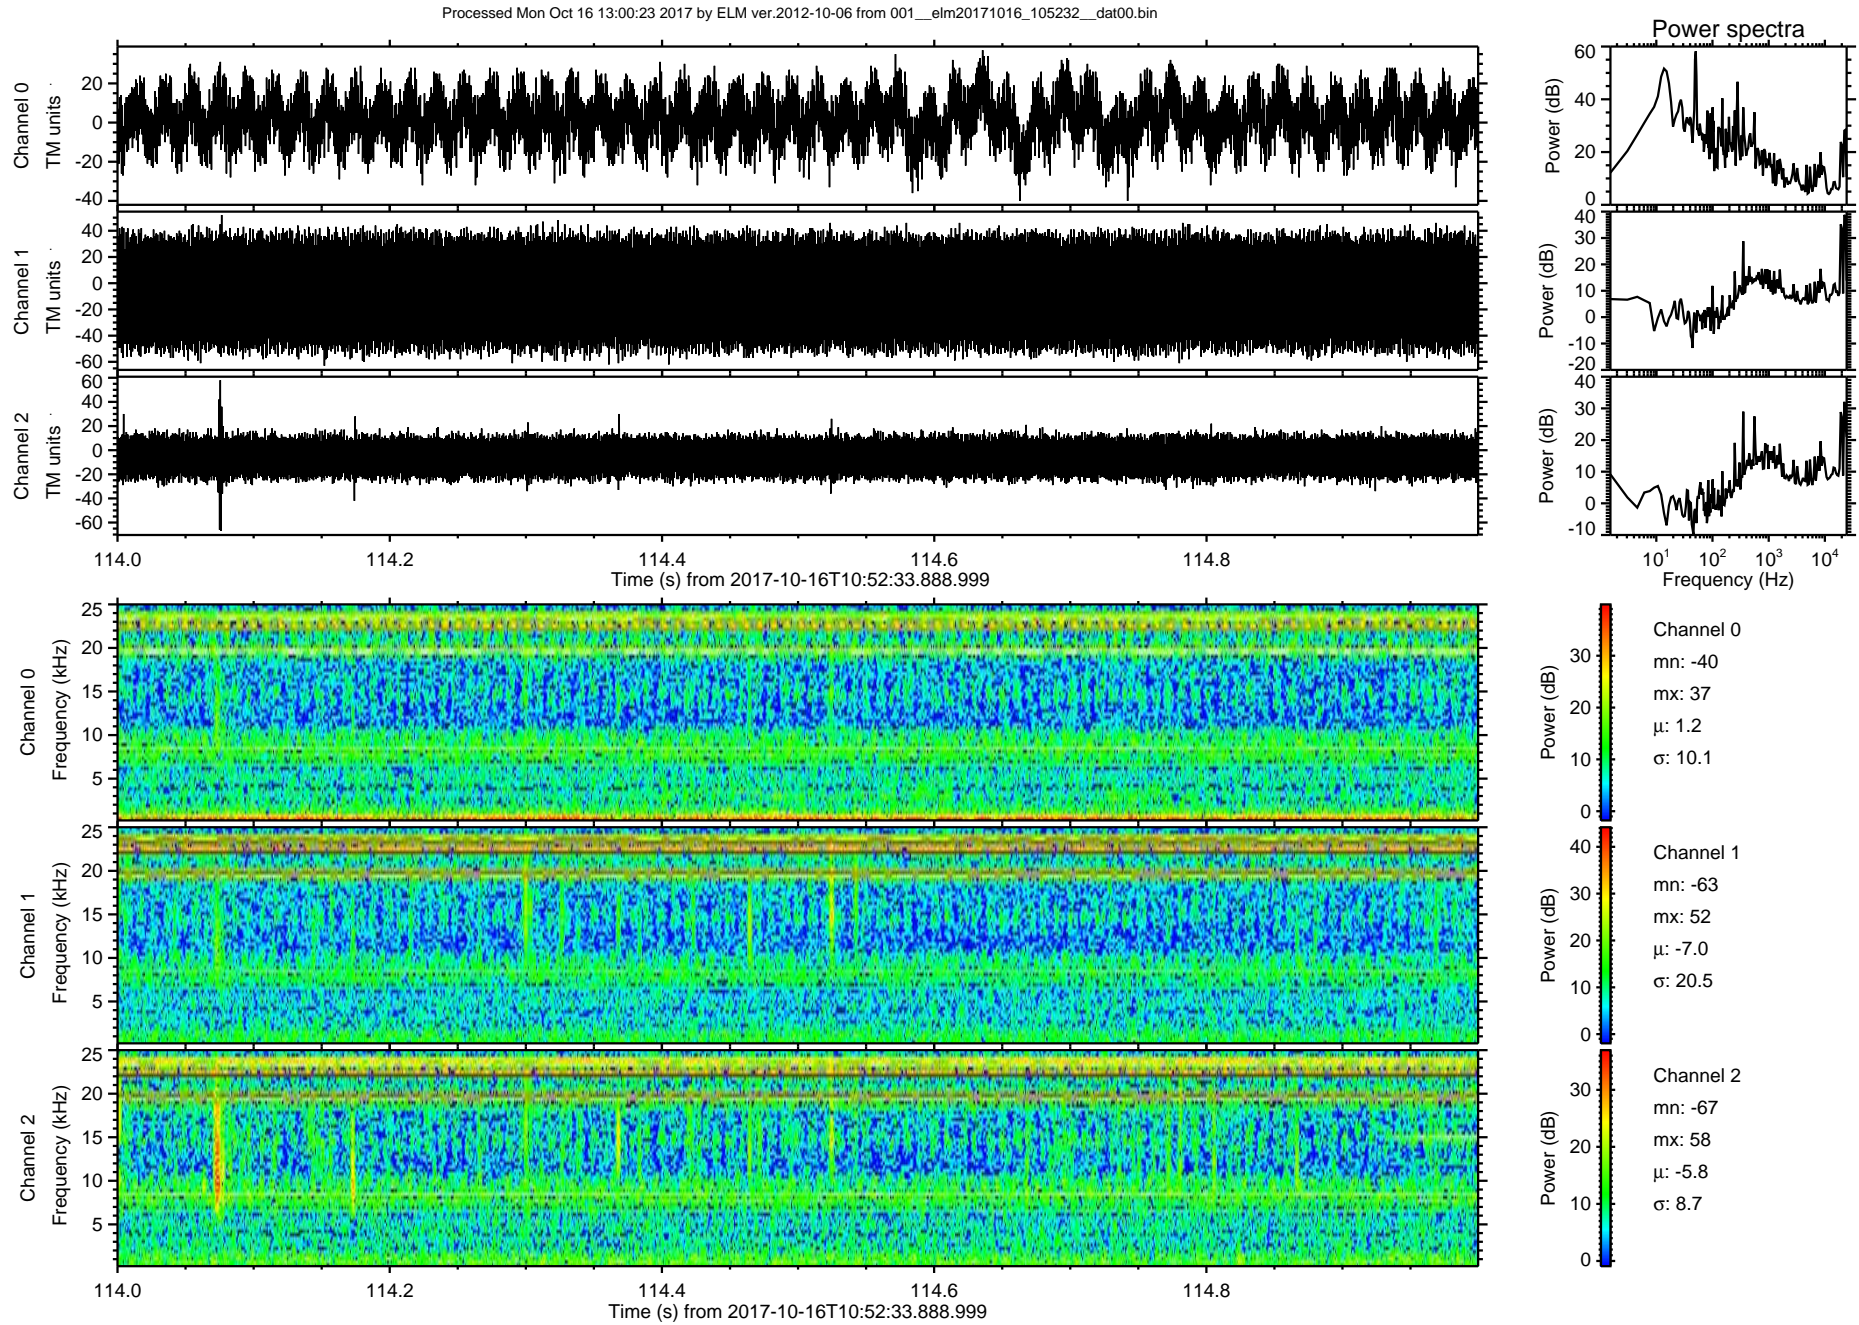 Processed Mon Oct 16 13:00:23 2017 by ELM ver.2012-10-06 from 001__elm20171016_105232__dat00.bin
Power spectra
Channel 0
TM units
20
0
-20
-40
Power (dB)
60
40
20
0
Channel 1
TM units
40
20
0
-20
-40
-60
Power (dB)
40
30
20
10
0
-10
-20
Channel 2
TM units
60
40
20
0
-20
-40
-60
Power (dB)
40
30
20
10
0
-10
114.0 114.2 114.4 114.6 114.8
Time (s) from 2017-10-16T10:52:33.888.999
10^1 10^2 10^3 10^4
Frequency (Hz)
Channel 0
Frequency (kHz)
25
20
15
10
5
Power (dB)
30
20
10
0
Channel 0
mn: -40
mx: 37
μ: 1.2
σ: 10.1
Channel 1
Frequency (kHz)
25
20
15
10
5
Power (dB)
40
30
20
10
0
Channel 1
mn: -63
mx: 52
μ: -7.0
σ: 20.5
Channel 2
Frequency (kHz)
25
20
15
10
5
Power (dB)
30
20
10
0
Channel 2
mn: -67
mx: 58
μ: -5.8
σ: 8.7
114.0 114.2 114.4 114.6 114.8
Time (s) from 2017-10-16T10:52:33.888.999